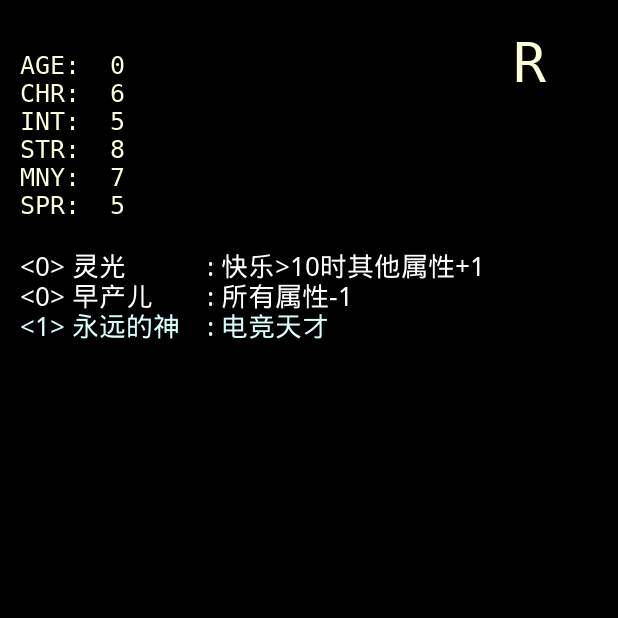 R
AGE: 0
CHR: 6
INT: 5
STR: 8
MNY: 7
SPR: 5
<0> 灵光 : 快乐>10时其他属性+1
<0> 早产儿 : 所有属性-1
<1> 永远的神 : 电竞天才